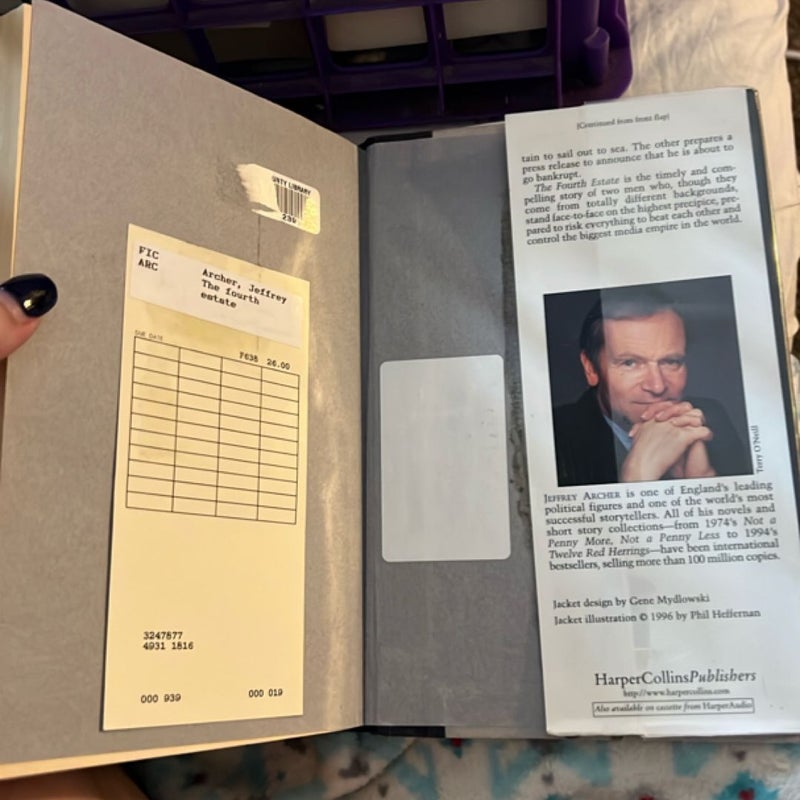 UNTY LIBRARY
239
FIC
ARC
Archer, Jeffrey
The fourth
estate
DUE DATE
F638 26.00
3247877
4931 1816
000 939 000 019
[Continued from front flap]
tain to sail out to sea. The other prepares a
press release to announce that he is about to
go bankrupt.
The Fourth Estate is the timely and com-
pelling story of two men who, though they
come from totally different backgrounds,
stand face-to-face on the highest precipice, pre-
pared to risk everything to beat each other and
control the biggest media empire in the world.
Terry O'Neill
JEFFREY ARCHER is one of England's leading
political figures and one of the world's most
successful storytellers. All of his novels and
short story collections—from 1974's Not a
Penny More, Not a Penny Less to 1994's
Twelve Red Herrings—have been international
bestsellers, selling more than 100 million copies.
Jacket design by Gene Mydlowski
Jacket illustration © 1996 by Phil Heffernan
HarperCollinsPublishers
http://www.harpercollins.com
Also available on cassette from HarperAudio